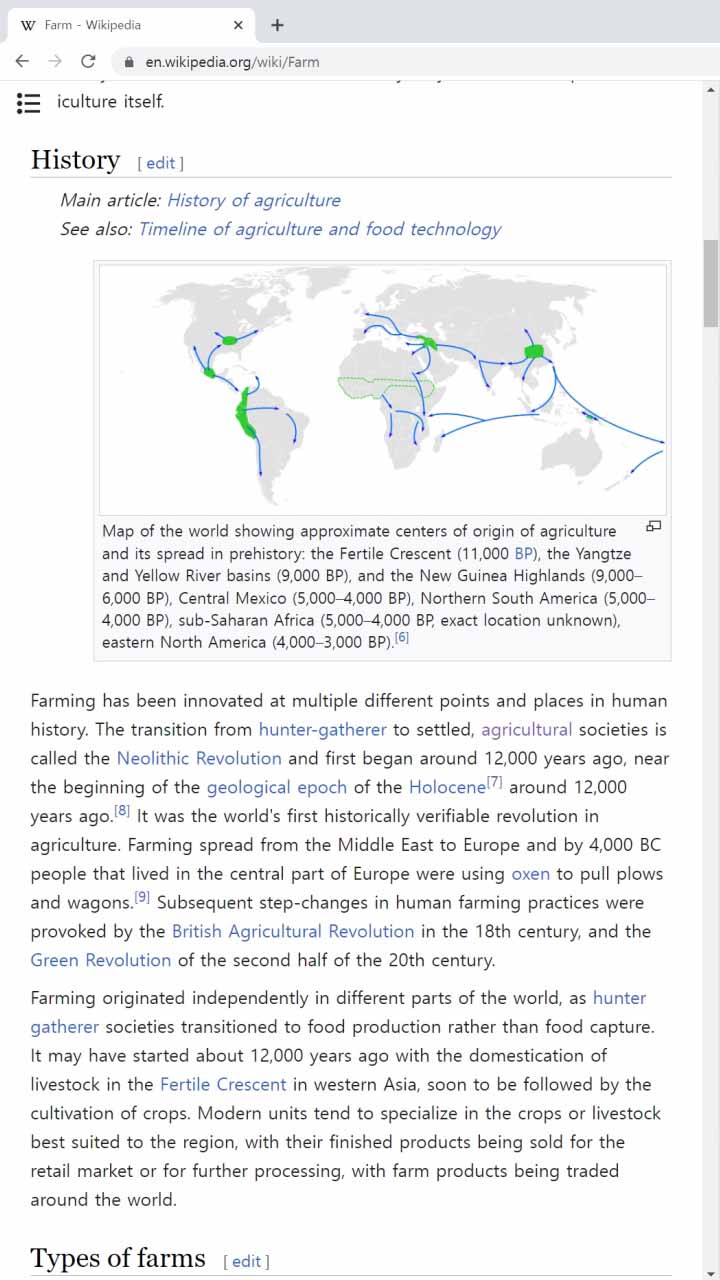 Farm - Wikipedia
en.wikipedia.org/wiki/Farm
iculture itself.
History [ edit ]
Main article: History of agriculture
See also: Timeline of agriculture and food technology
Map of the world showing approximate centers of origin of agriculture
and its spread in prehistory: the Fertile Crescent (11,000 BP), the Yangtze
and Yellow River basins (9,000 BP), and the New Guinea Highlands (9,000–
6,000 BP), Central Mexico (5,000–4,000 BP), Northern South America (5,000–
4,000 BP), sub-Saharan Africa (5,000–4,000 BP, exact location unknown),
eastern North America (4,000–3,000 BP).[6]
Farming has been innovated at multiple different points and places in human
history. The transition from hunter-gatherer to settled, agricultural societies is
called the Neolithic Revolution and first began around 12,000 years ago, near
the beginning of the geological epoch of the Holocene[7] around 12,000
years ago.[8] It was the world's first historically verifiable revolution in
agriculture. Farming spread from the Middle East to Europe and by 4,000 BC
people that lived in the central part of Europe were using oxen to pull plows
and wagons.[9] Subsequent step-changes in human farming practices were
provoked by the British Agricultural Revolution in the 18th century, and the
Green Revolution of the second half of the 20th century.
Farming originated independently in different parts of the world, as hunter
gatherer societies transitioned to food production rather than food capture.
It may have started about 12,000 years ago with the domestication of
livestock in the Fertile Crescent in western Asia, soon to be followed by the
cultivation of crops. Modern units tend to specialize in the crops or livestock
best suited to the region, with their finished products being sold for the
retail market or for further processing, with farm products being traded
around the world.
Types of farms [ edit ]